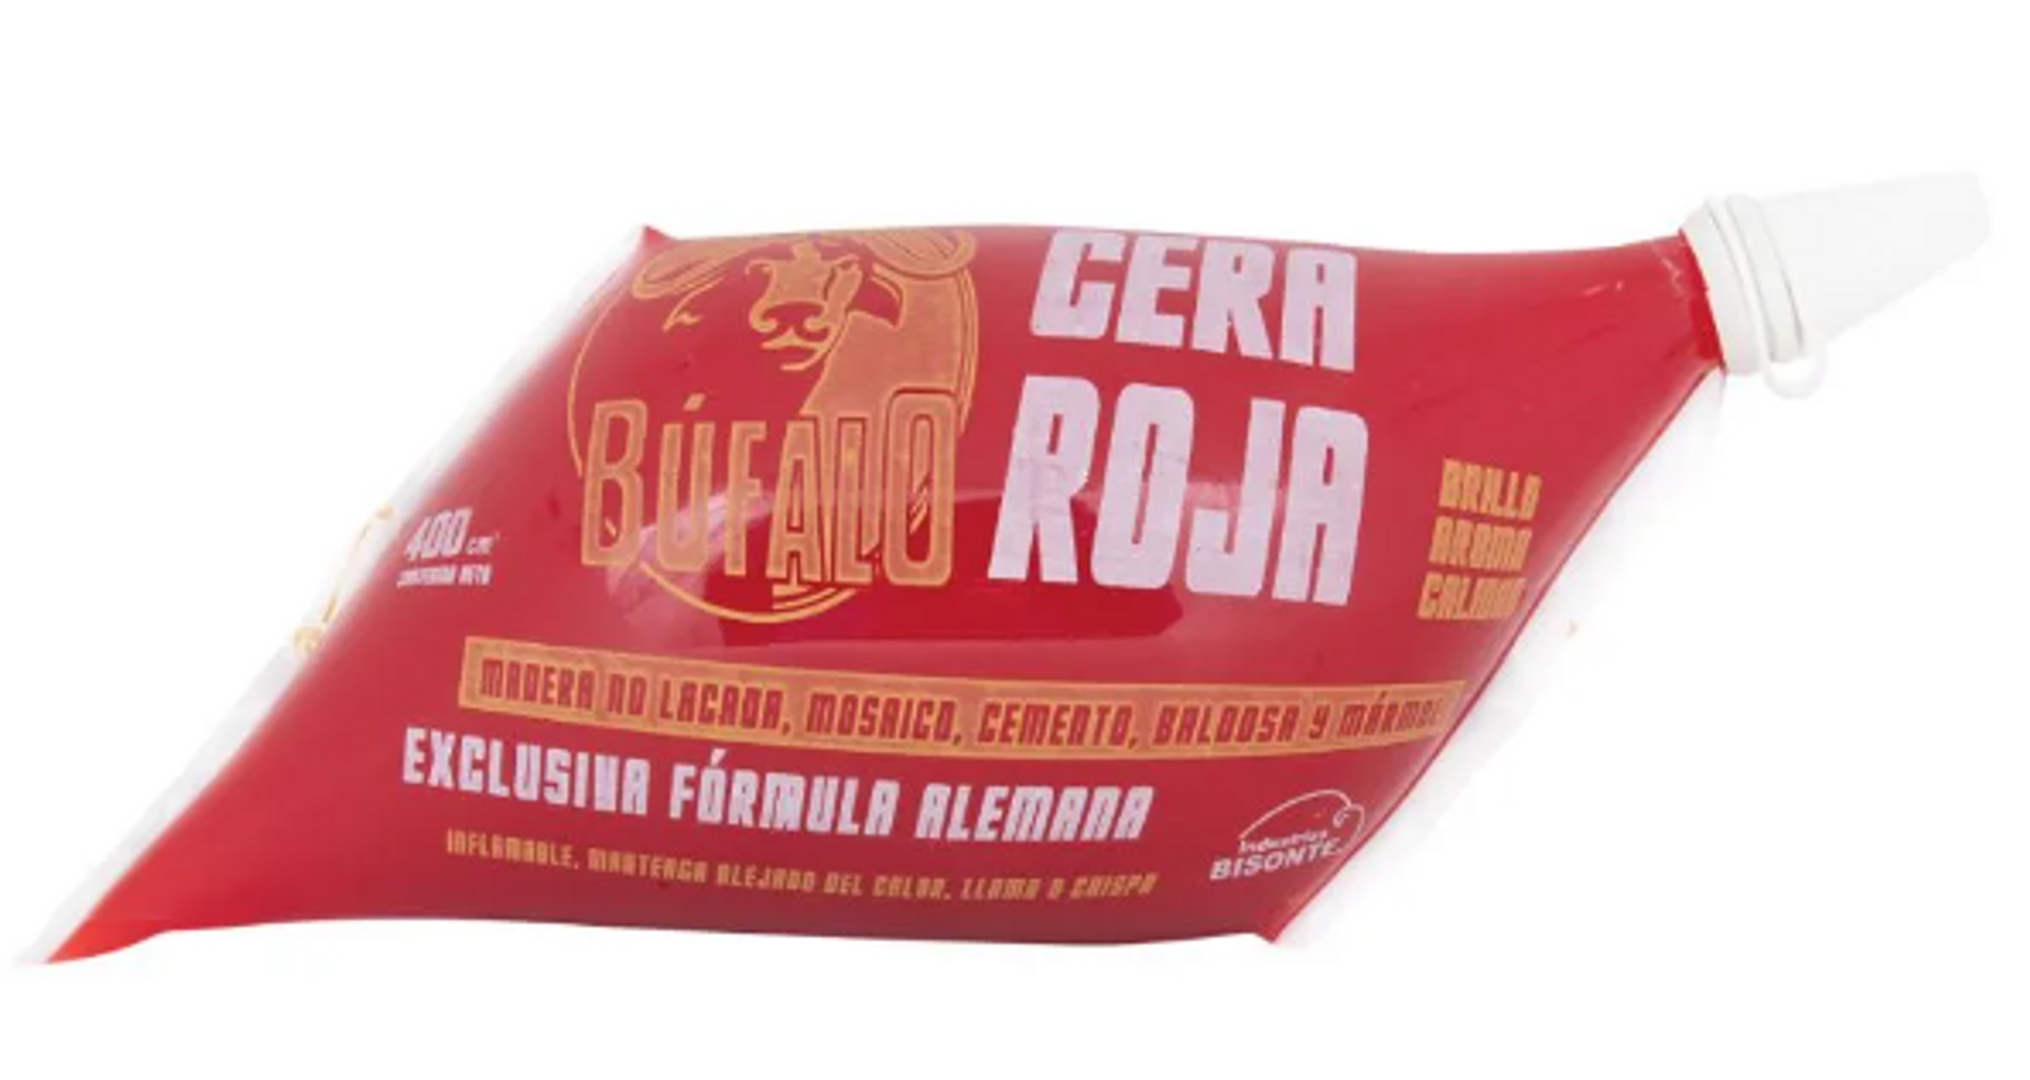 CERA
ROJA
BÚFALO
BRILLO
AROMA
CALIDAD
400 cm³
CONTENIDO NETO
MADERA NO LACADA, MOSAICO, CEMENTO, BALDOSA Y MÁRMOL
EXCLUSIVA FÓRMULA ALEMANA
INFLAMABLE, MANTENGA ALEJADO DEL CALOR, LLAMA O CHISPA
Industrias
BISONTE